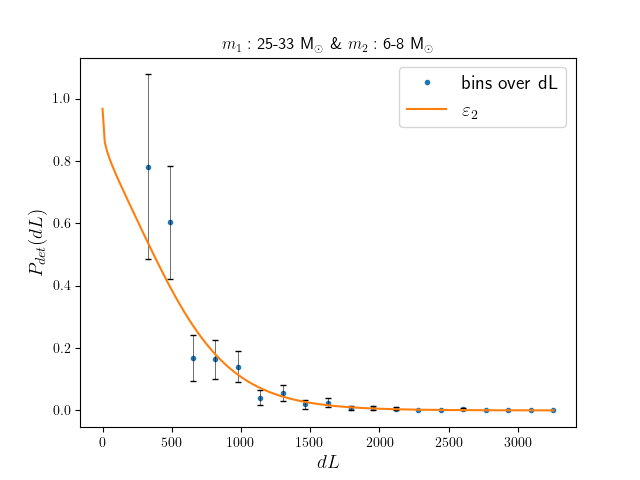 m₁ : 25-33 M⊙ & m₂ : 6-8 M⊙
bins over dL
ε₂
P_det(dL)
1.0
0.8
0.6
0.4
0.2
0.0
0 500 1000 1500 2000 2500 3000
dL